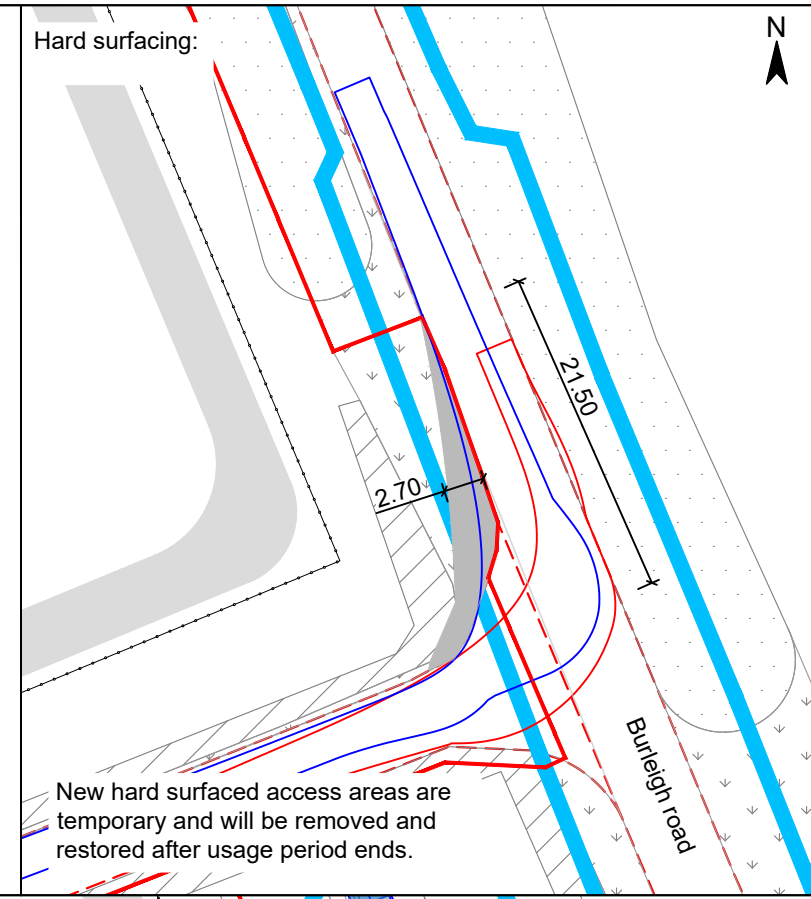 Hard surfacing:
N
21.50
2.70
Burleigh road
New hard surfaced access areas are
temporary and will be removed and
restored after usage period ends.